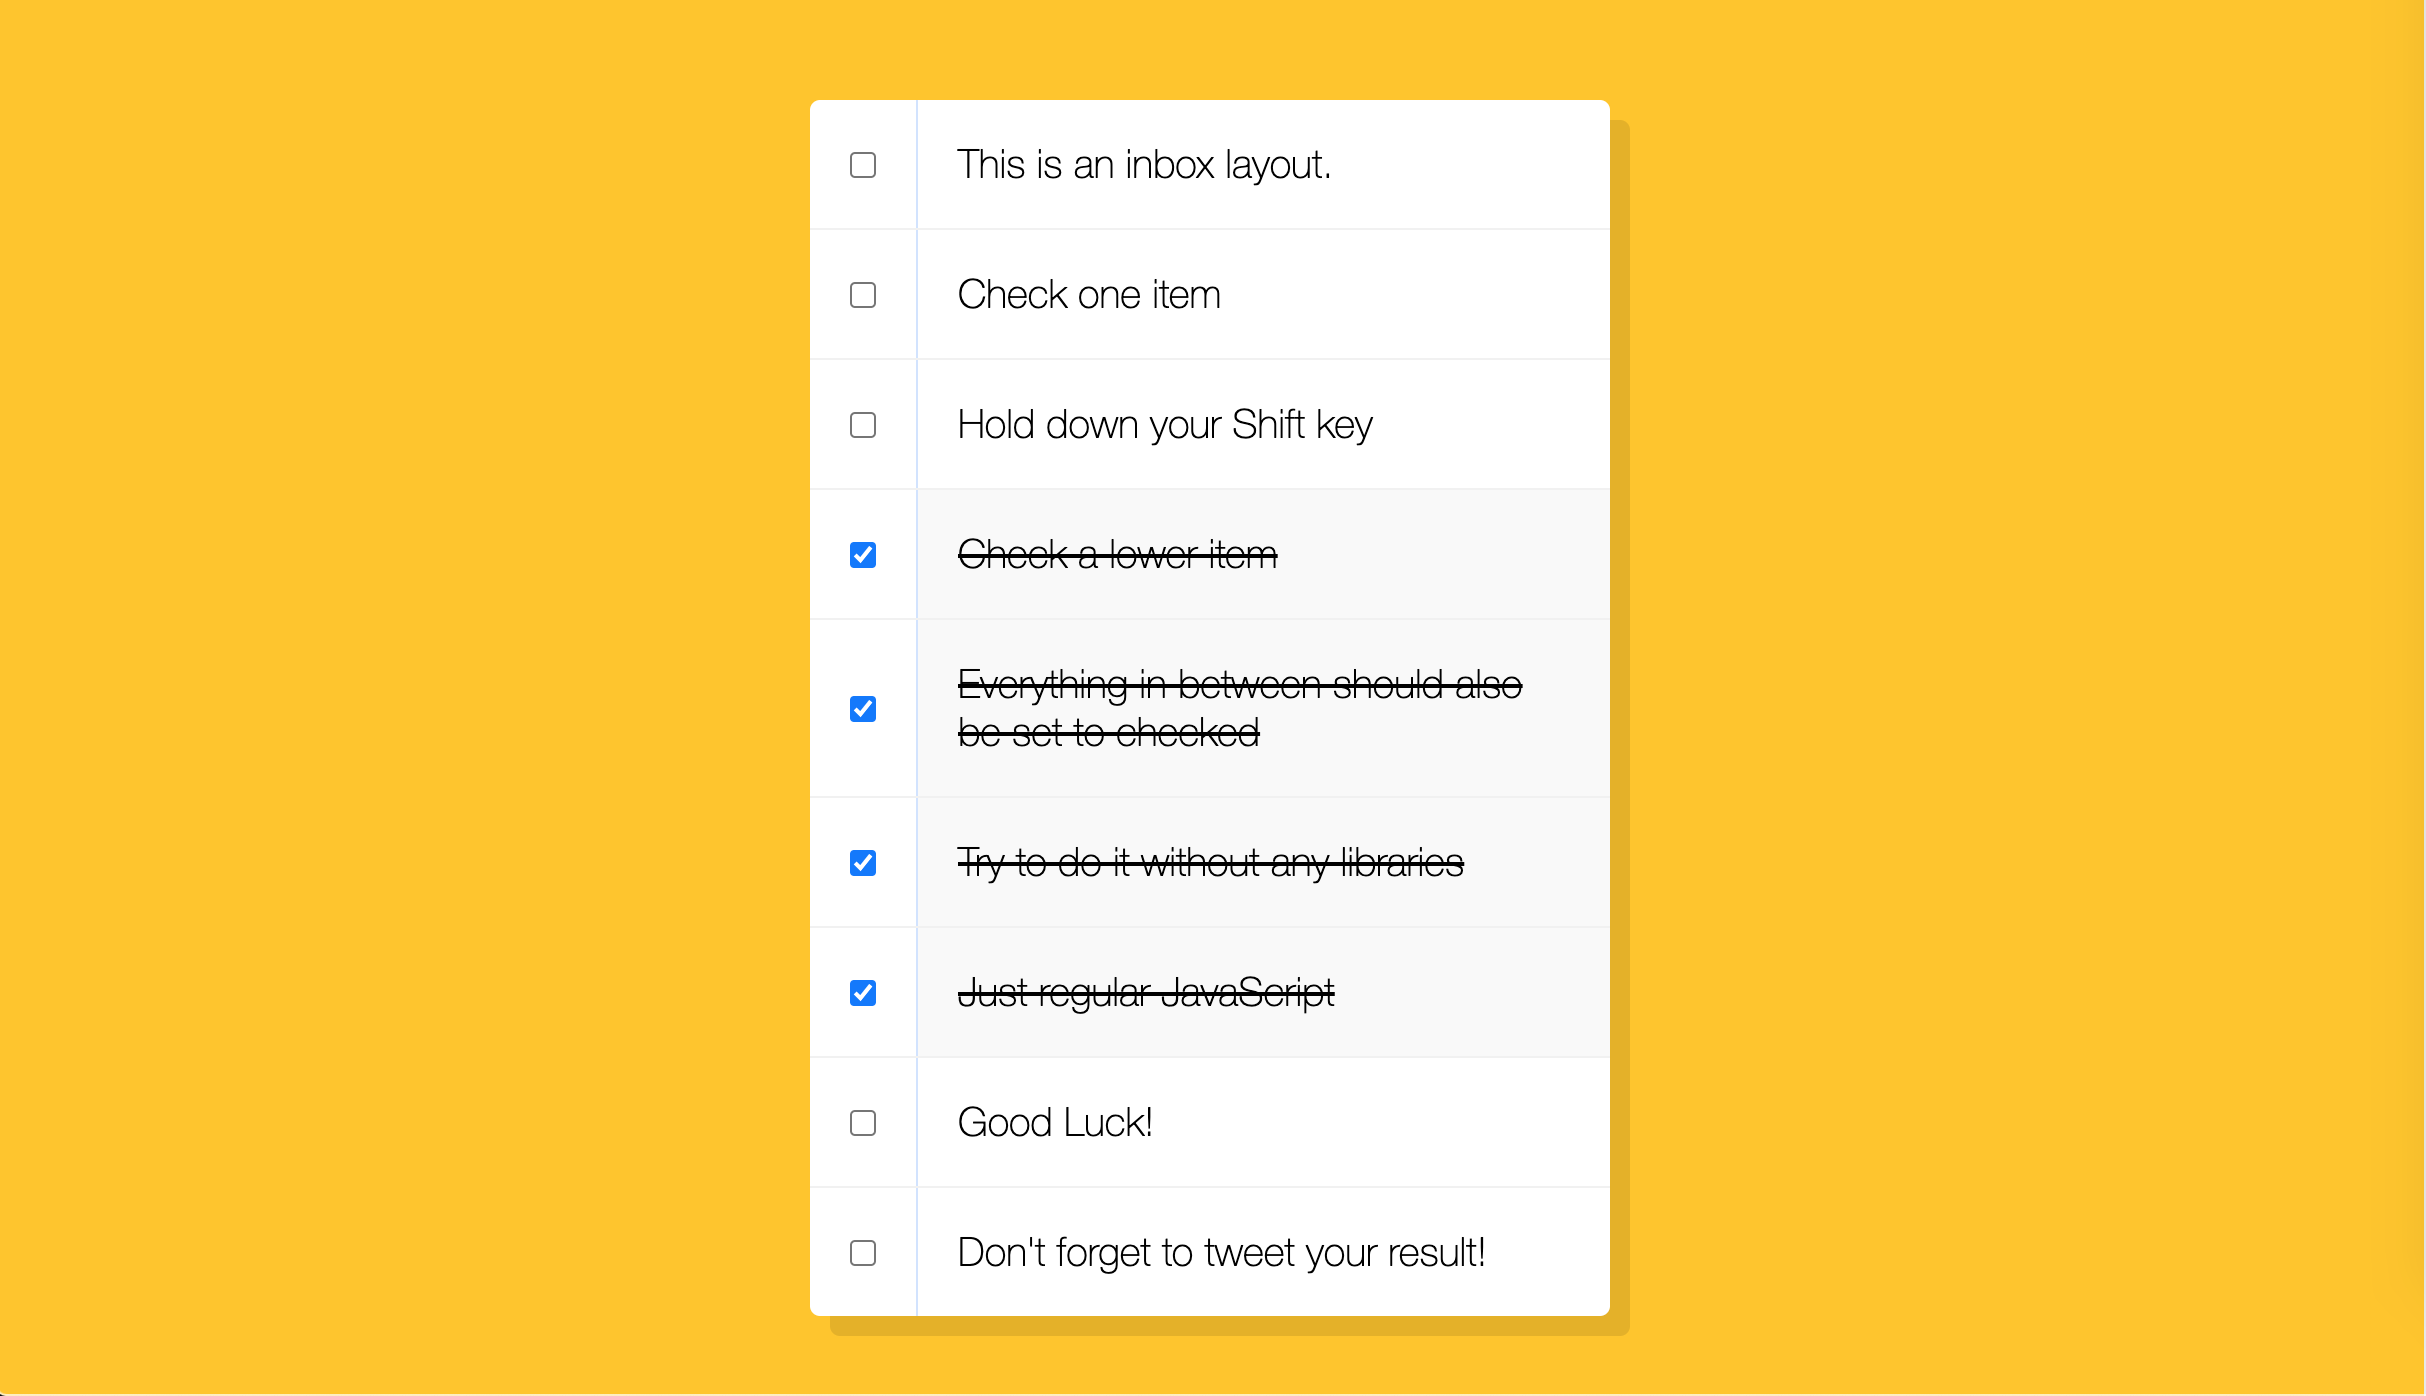 This is an inbox layout.
Check one item
Hold down your Shift key
Check a lower item
Everything in between should also
be set to checked
Try to do it without any libraries
Just regular JavaScript
Good Luck!
Don't forget to tweet your result!